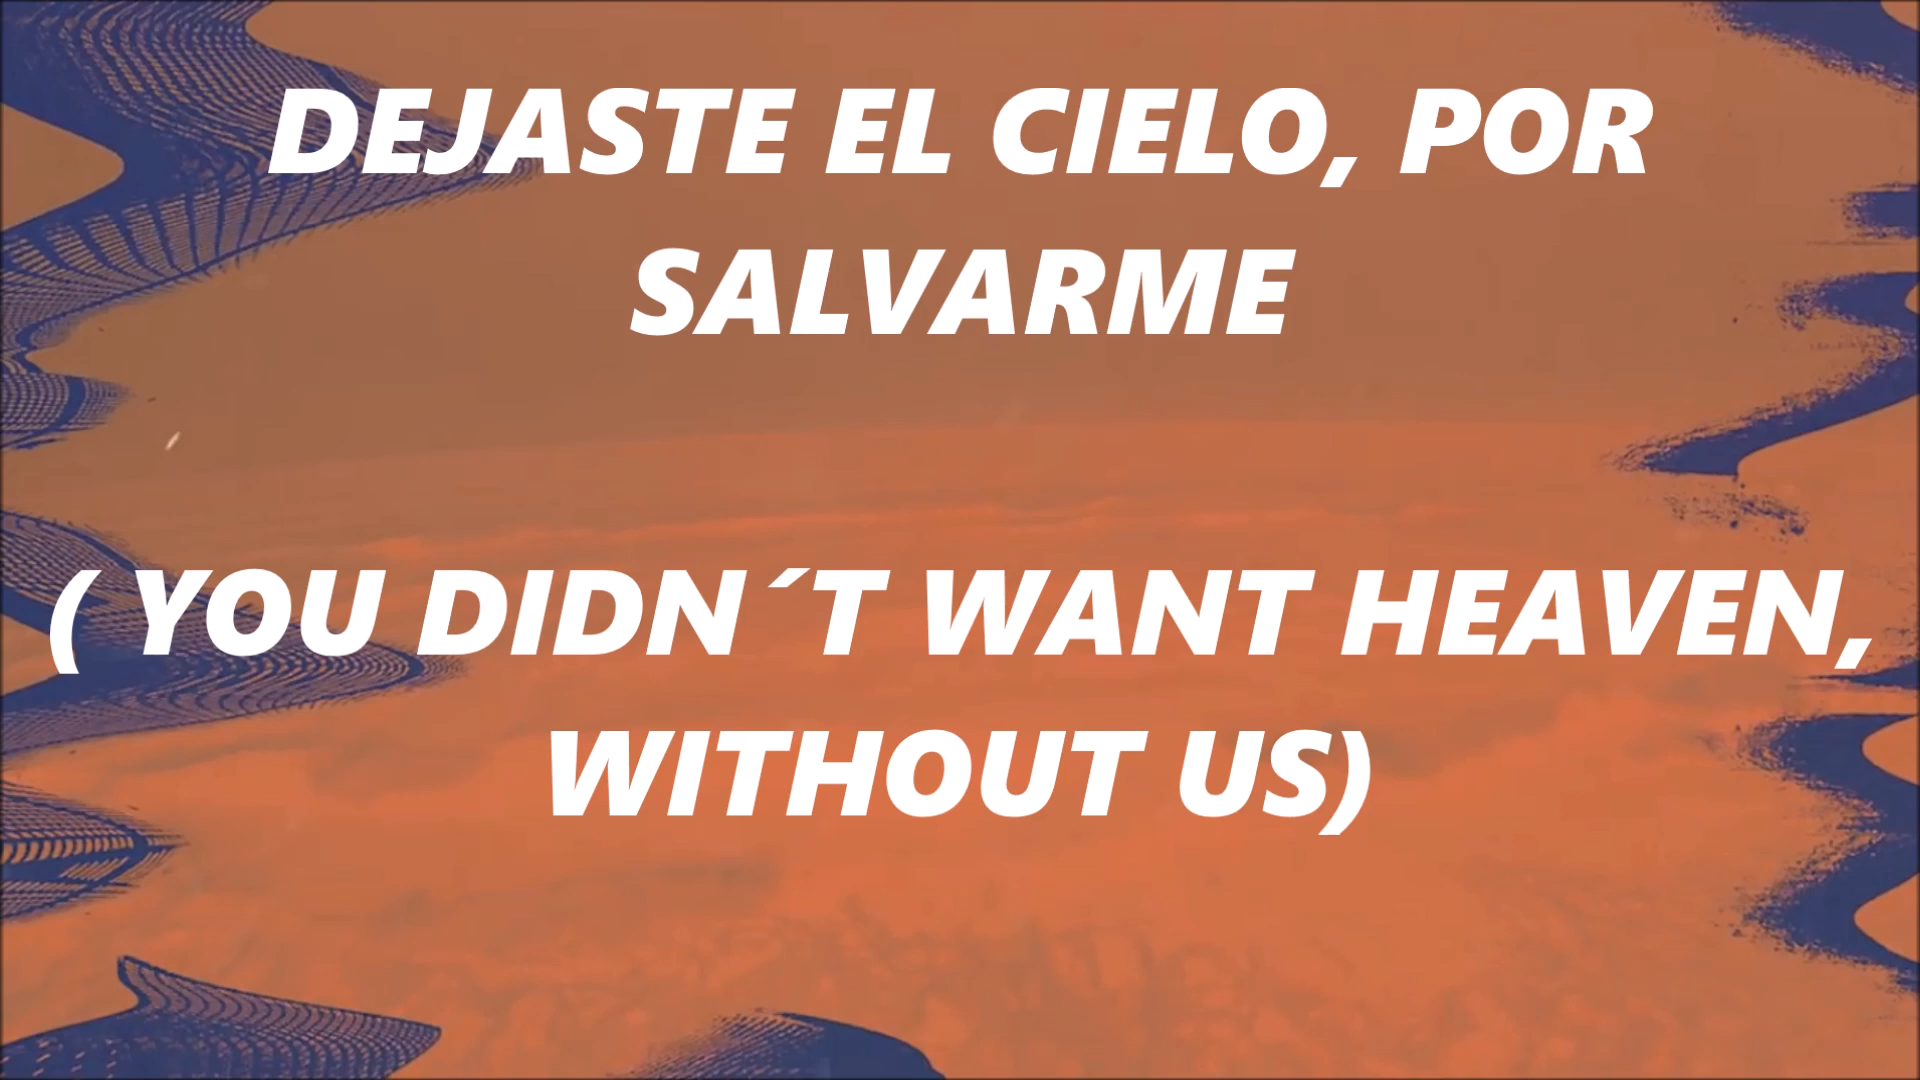 DEJASTE EL CIELO, POR
SALVARME
( YOU DIDN´T WANT HEAVEN,
WITHOUT US)